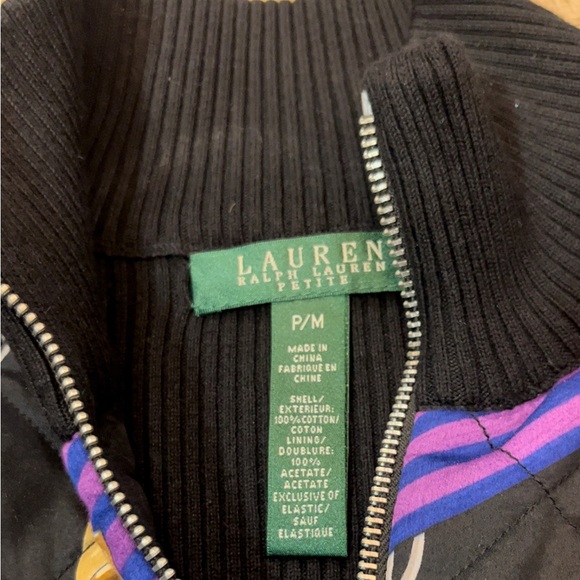 LAUREN
RALPH LAUREN
PETITE
P/M
MADE IN
CHINA
FABRIQUE EN
CHINE
SHELL/
EXTERIEUR:
100% COTTON/
COTON
LINING/
DOUBLURE:
100%
ACETATE/
ACETATE
EXCLUSIVE OF
ELASTIC/
SAUF
ELASTIQUE